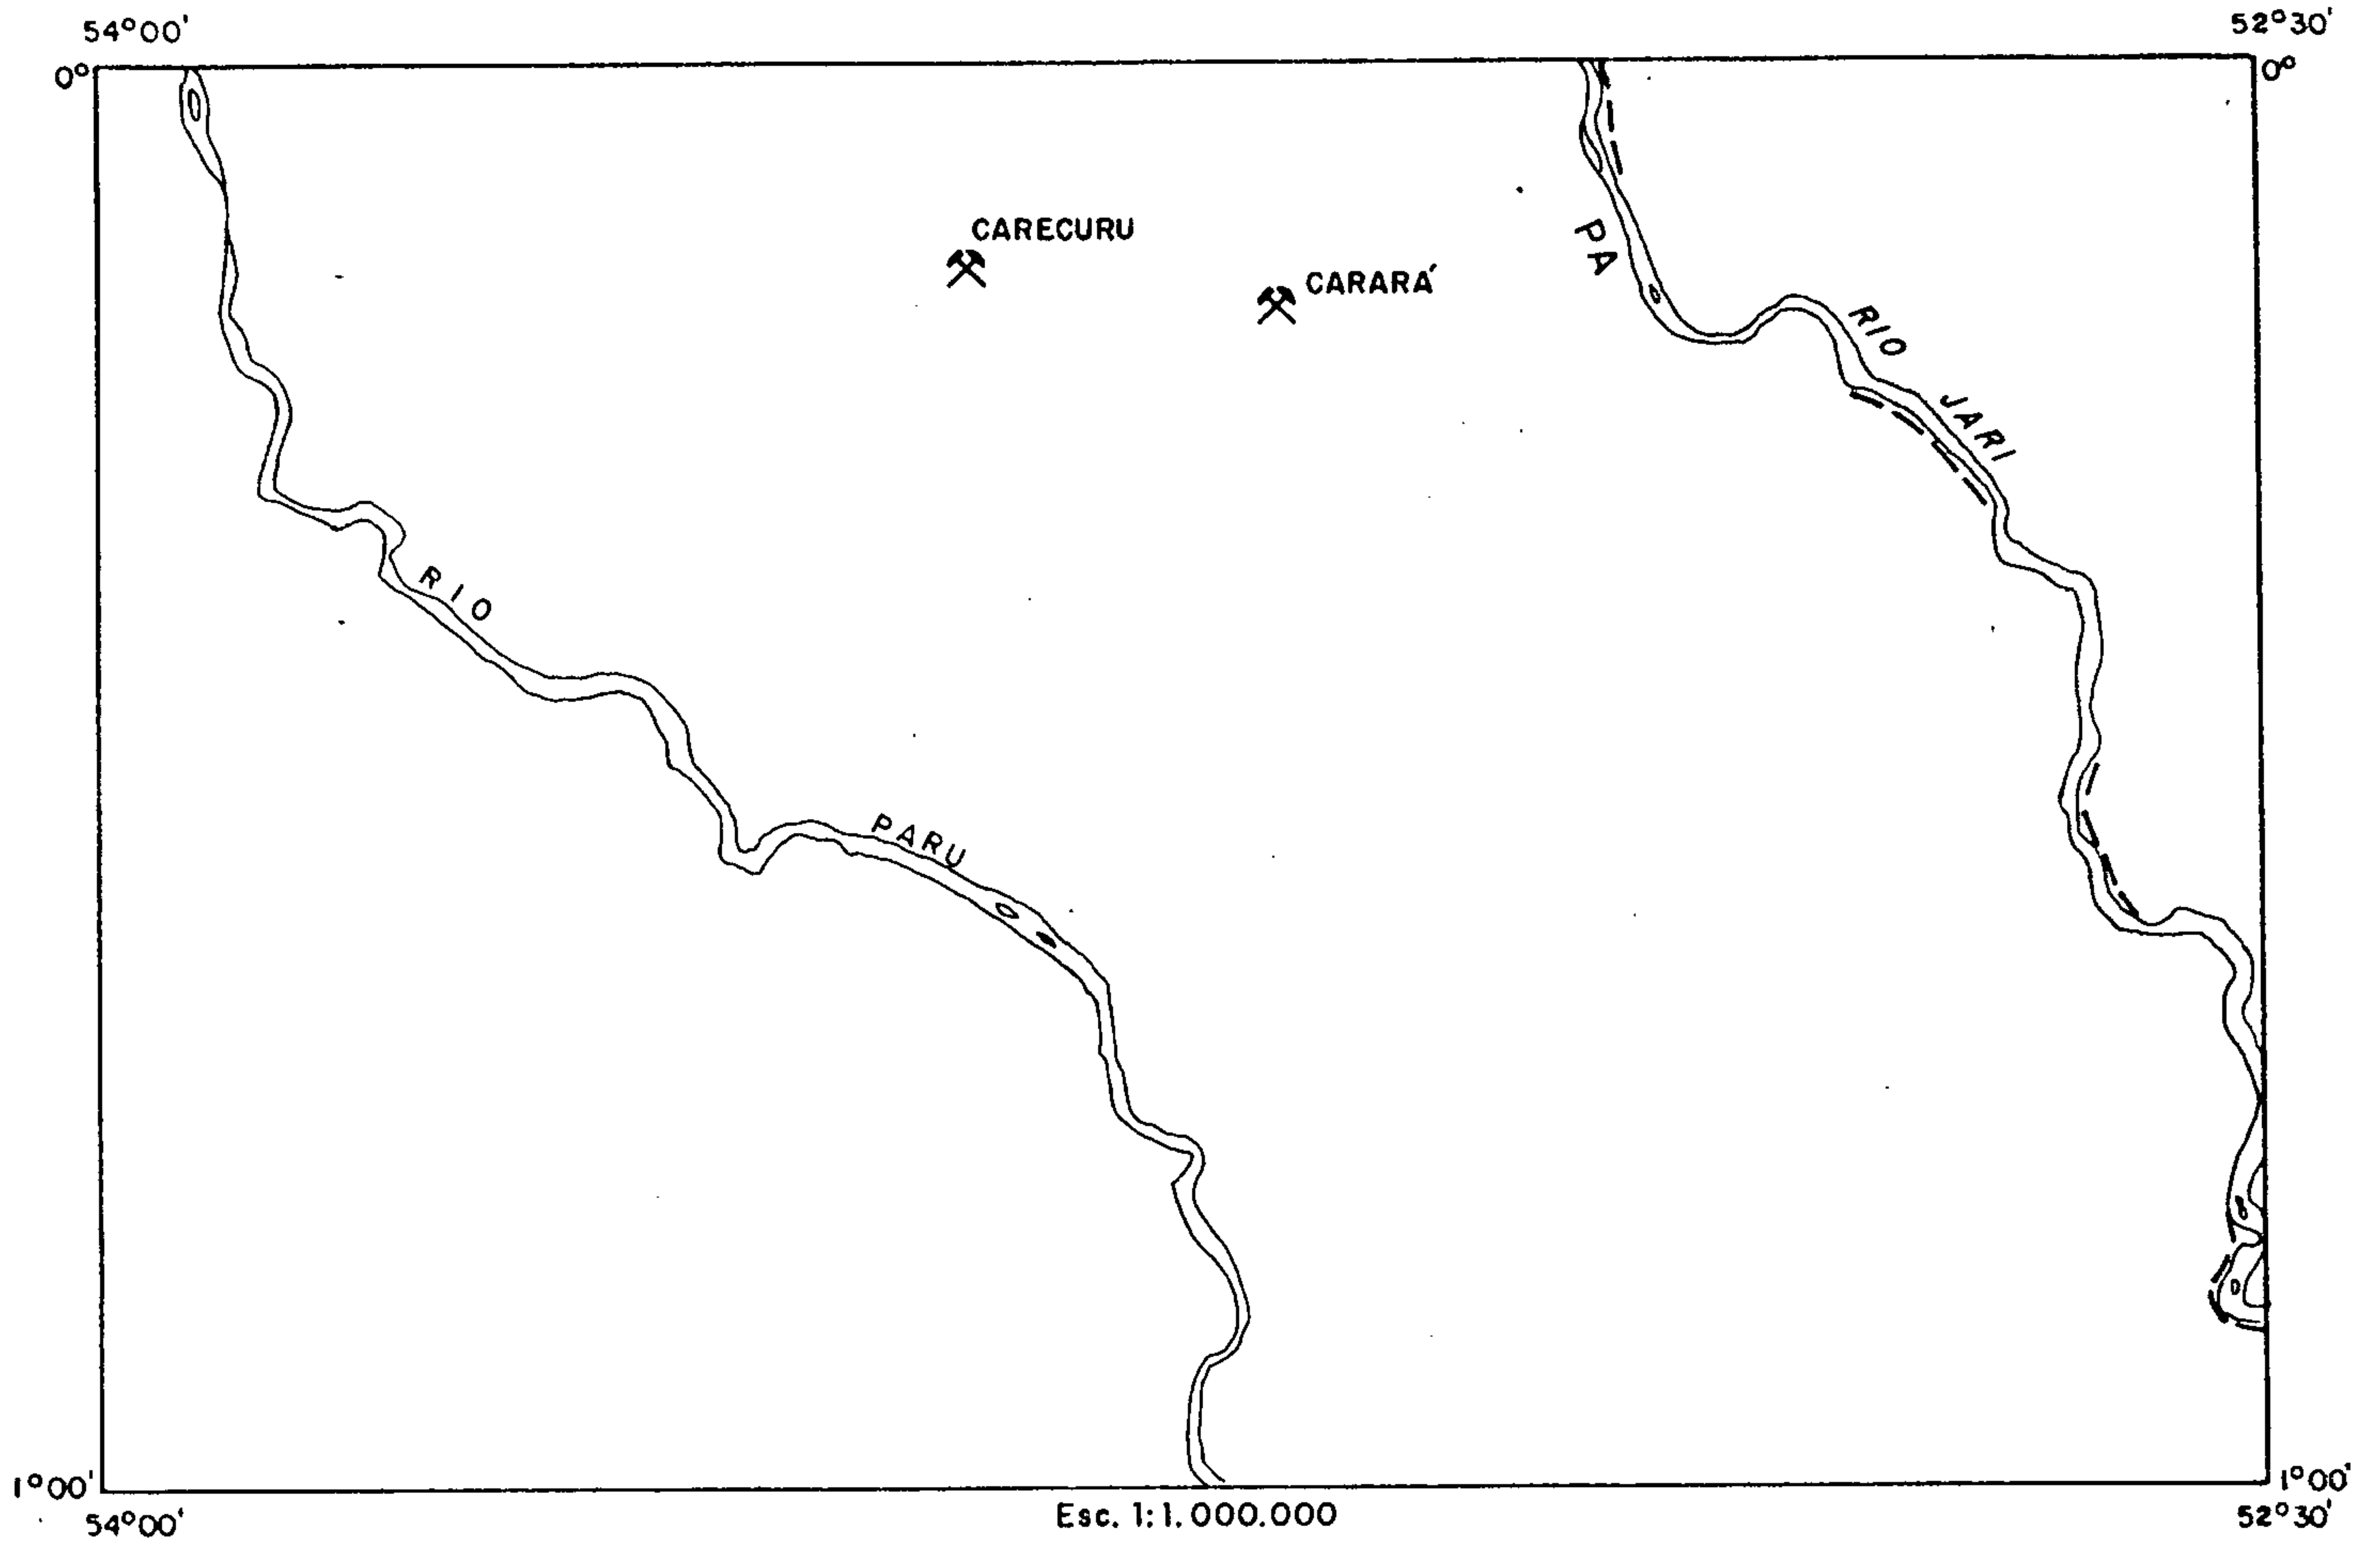 54°00'
52°30'
0°
0°
CARECURU
CARARÁ
PA
RIO JARI
RIO PARU
1°00'
1°00'
54°00'
Esc. 1:1.000.000
52°30'